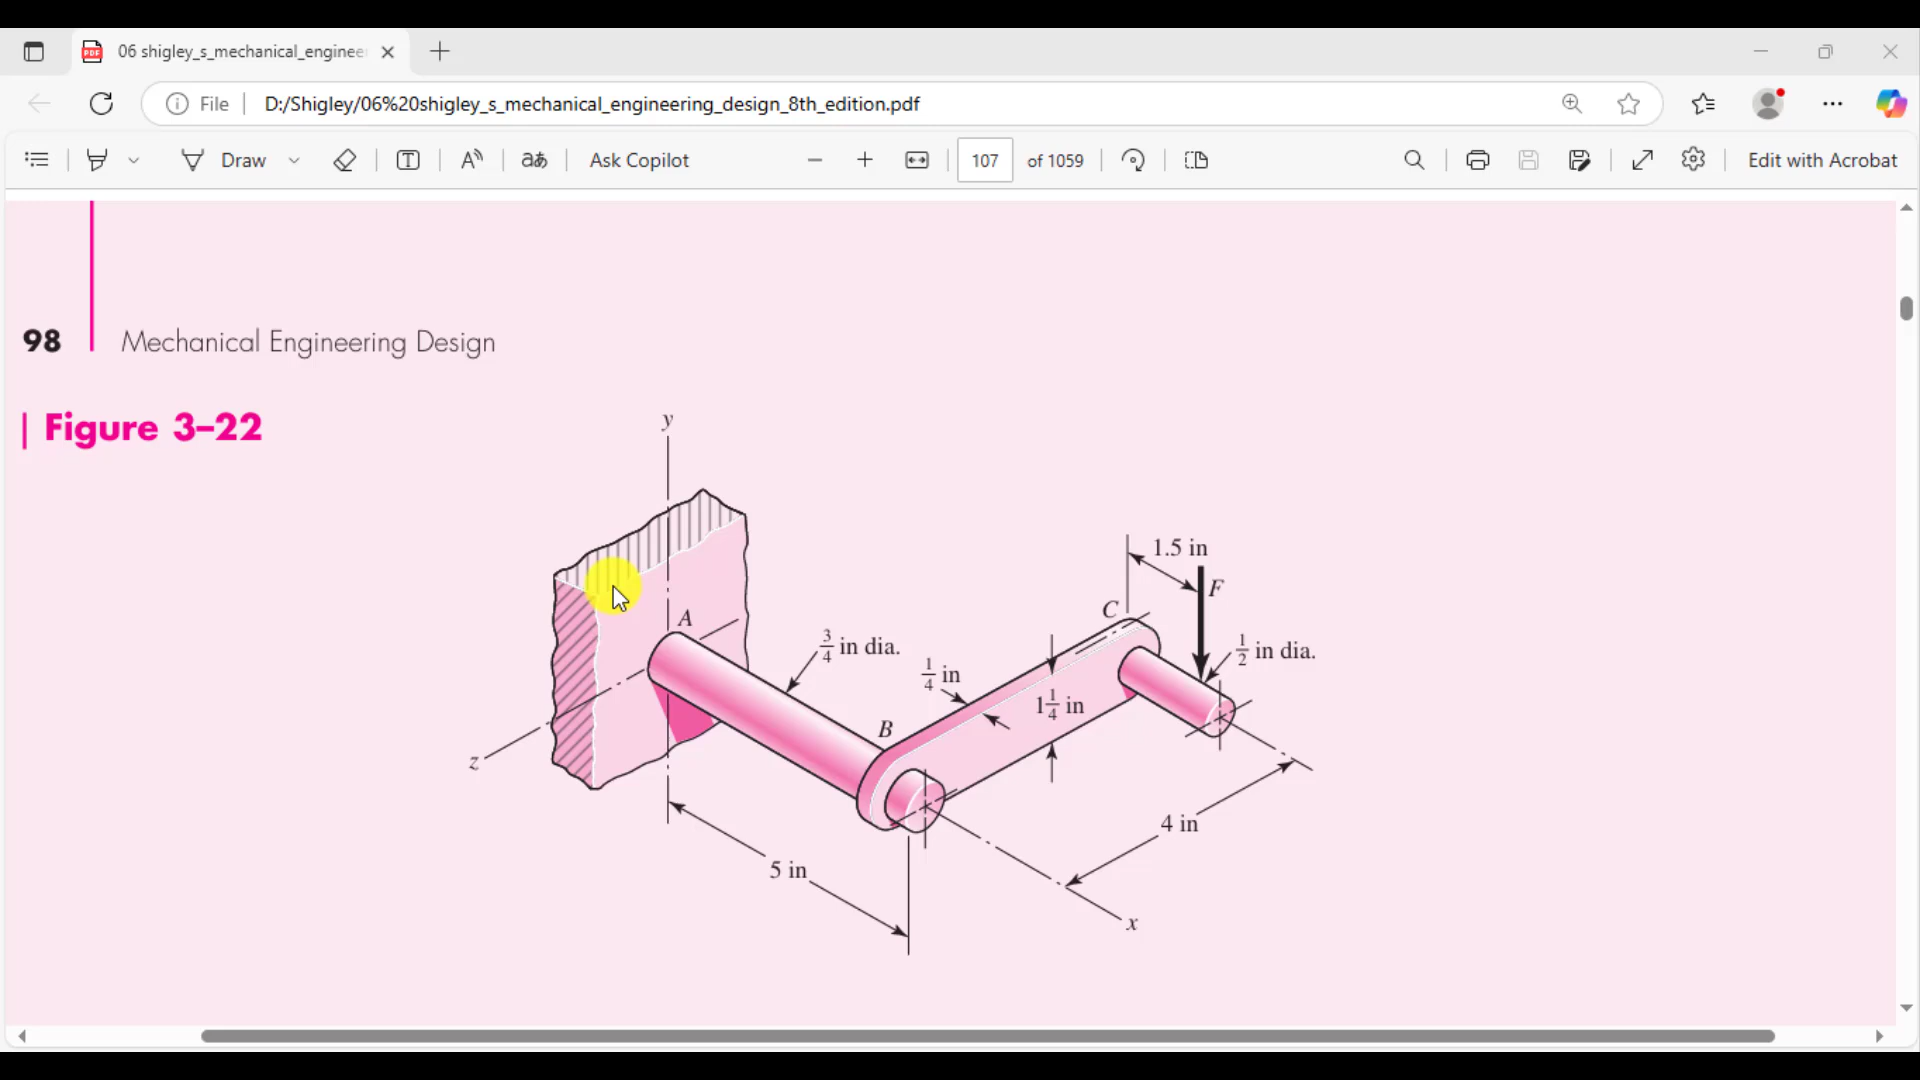 06 shigley_s_mechanical_enginee
File D:/Shigley/06%20shigley_s_mechanical_engineering_design_8th_edition.pdf
Draw Ask Copilot 107 of 1059 Edit with Acrobat
98 Mechanical Engineering Design
Figure 3–22
y
1.5 in
F
C
A
3/4 in dia.
1/2 in dia.
1/4 in
1 1/4 in
B
z
4 in
5 in
x